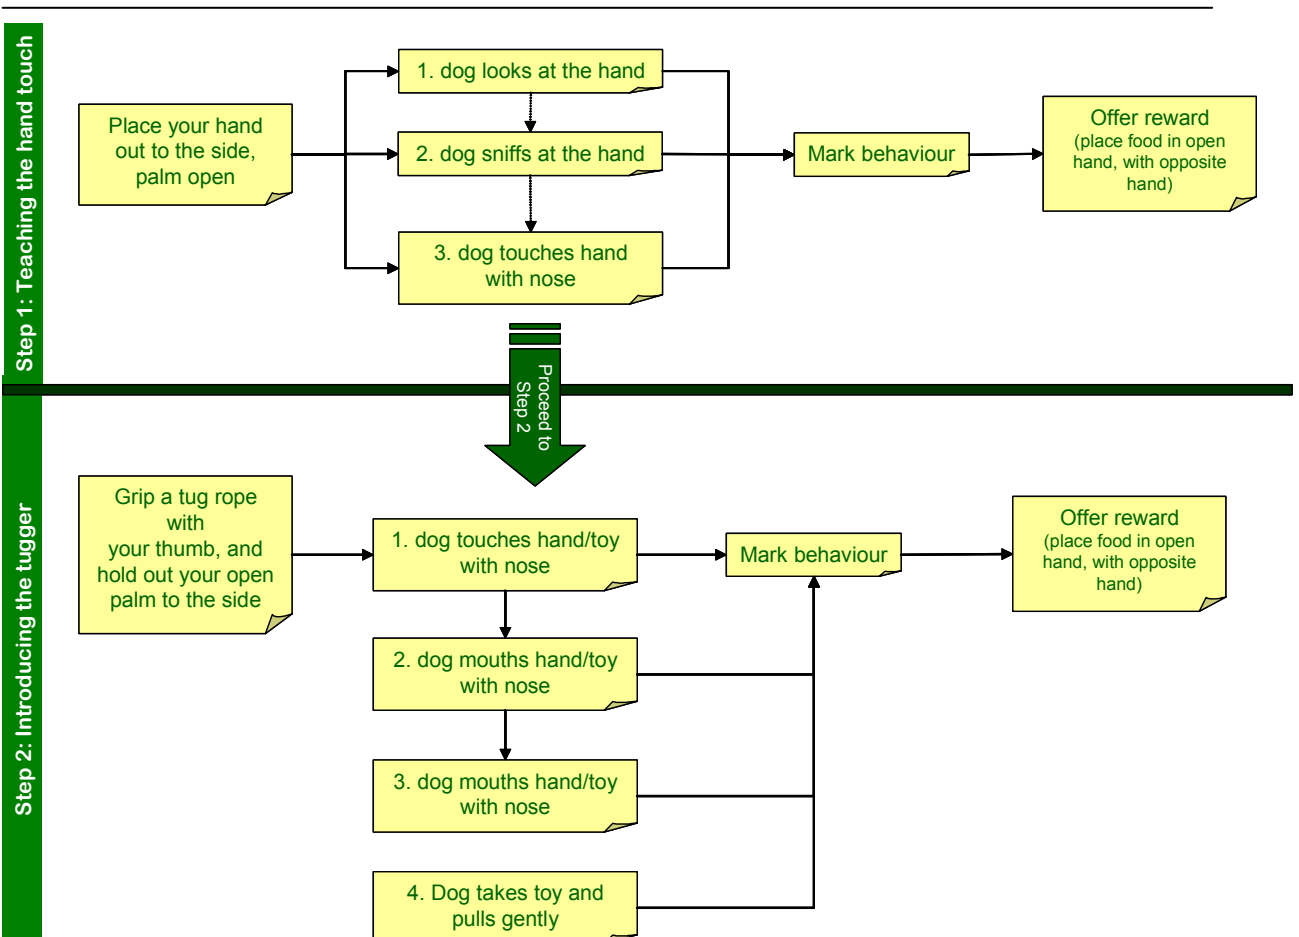 Step 1: Teaching the hand touch
Place your hand
out to the side,
palm open
1. dog looks at the hand
2. dog sniffs at the hand
3. dog touches hand
with nose
Mark behaviour
Offer reward
(place food in open
hand, with opposite
hand)
Proceed to
Step 2
Step 2: Introducing the tugger
Grip a tug rope
with
your thumb, and
hold out your open
palm to the side
1. dog touches hand/toy
with nose
2. dog mouths hand/toy
with nose
3. dog mouths hand/toy
with nose
4. Dog takes toy and
pulls gently
Mark behaviour
Offer reward
(place food in open
hand, with opposite
hand)